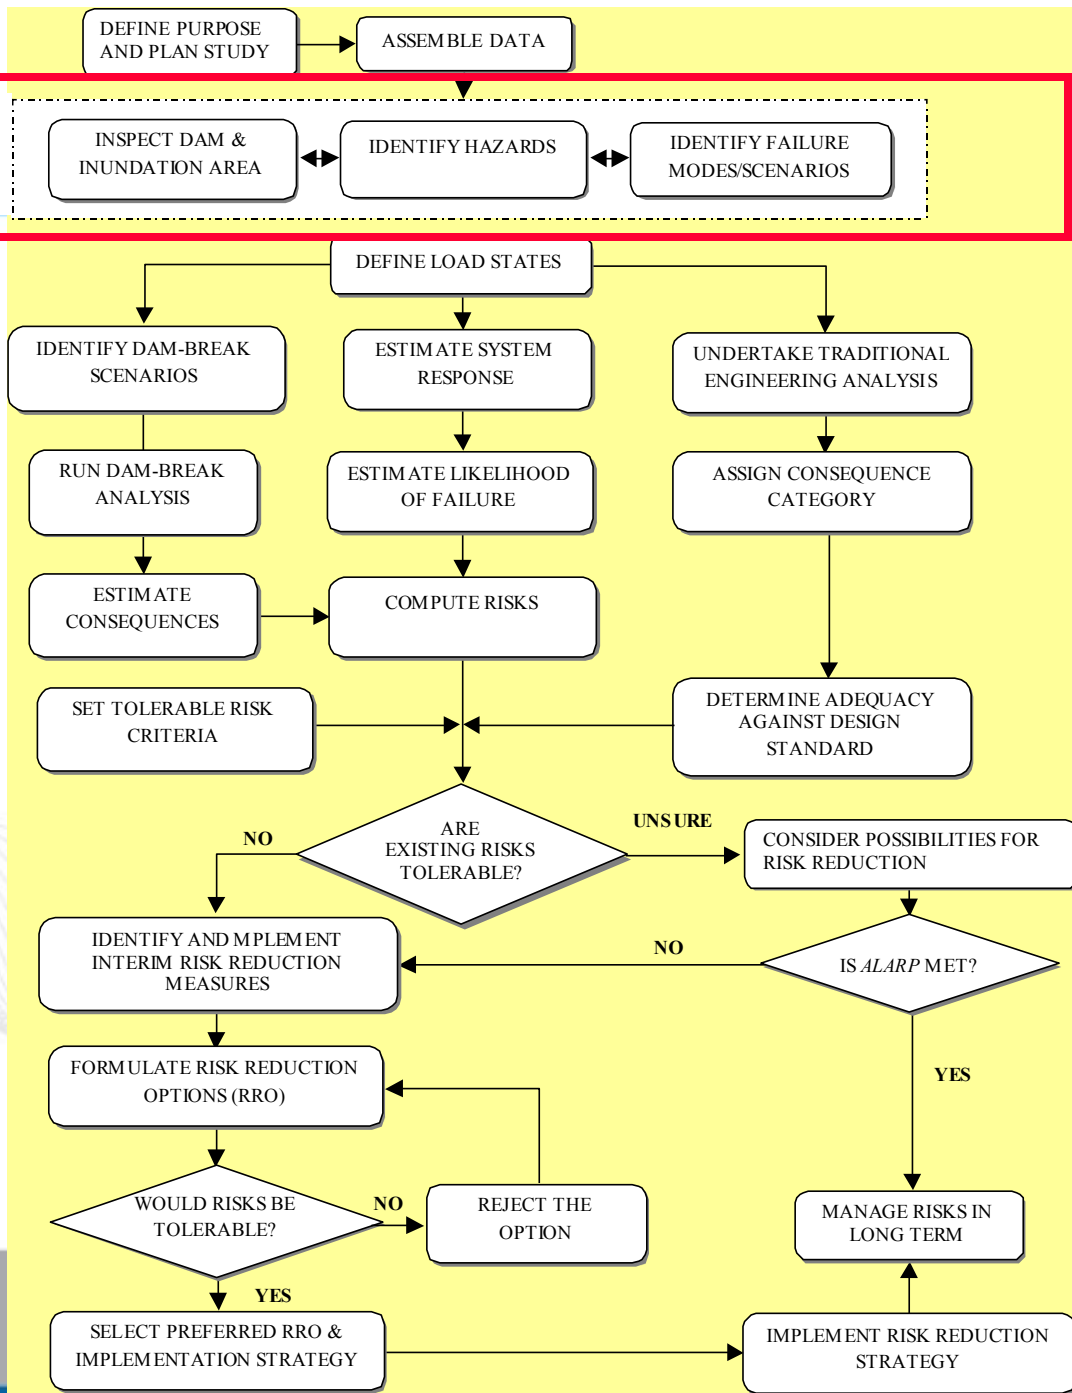 DEFINE PURPOSE
AND PLAN STUDY
ASSEMBLE DATA
INSPECT DAM &
INUNDATION AREA
IDENTIFY HAZARDS
IDENTIFY FAILURE
MODES/SCENARIOS
DEFINE LOAD STATES
IDENTIFY DAM-BREAK
SCENARIOS
ESTIMATE SYSTEM
RESPONSE
UNDERTAKE TRADITIONAL
ENGINEERING ANALYSIS
RUN DAM-BREAK
ANALYSIS
ESTIMATE LIKELIHOOD
OF FAILURE
ASSIGN CONSEQUENCE
CATEGORY
ESTIMATE
CONSEQUENCES
COMPUTE RISKS
SET TOLERABLE RISK
CRITERIA
DETERMINE ADEQUACY
AGAINST DESIGN
STANDARD
ARE
EXISTING RISKS
TOLERABLE?
NO
UNSURE
CONSIDER POSSIBILITIES FOR
RISK REDUCTION
IDENTIFY AND MPLEMENT
INTERIM RISK REDUCTION
MEASURES
NO
IS ALARP MET?
YES
FORMULATE RISK REDUCTION
OPTIONS (RRO)
WOULD RISKS BE
TOLERABLE?
NO
REJECT THE
OPTION
MANAGE RISKS IN
LONG TERM
YES
SELECT PREFERRED RRO &
IMPLEMENTATION STRATEGY
IMPLEMENT RISK REDUCTION
STRATEGY